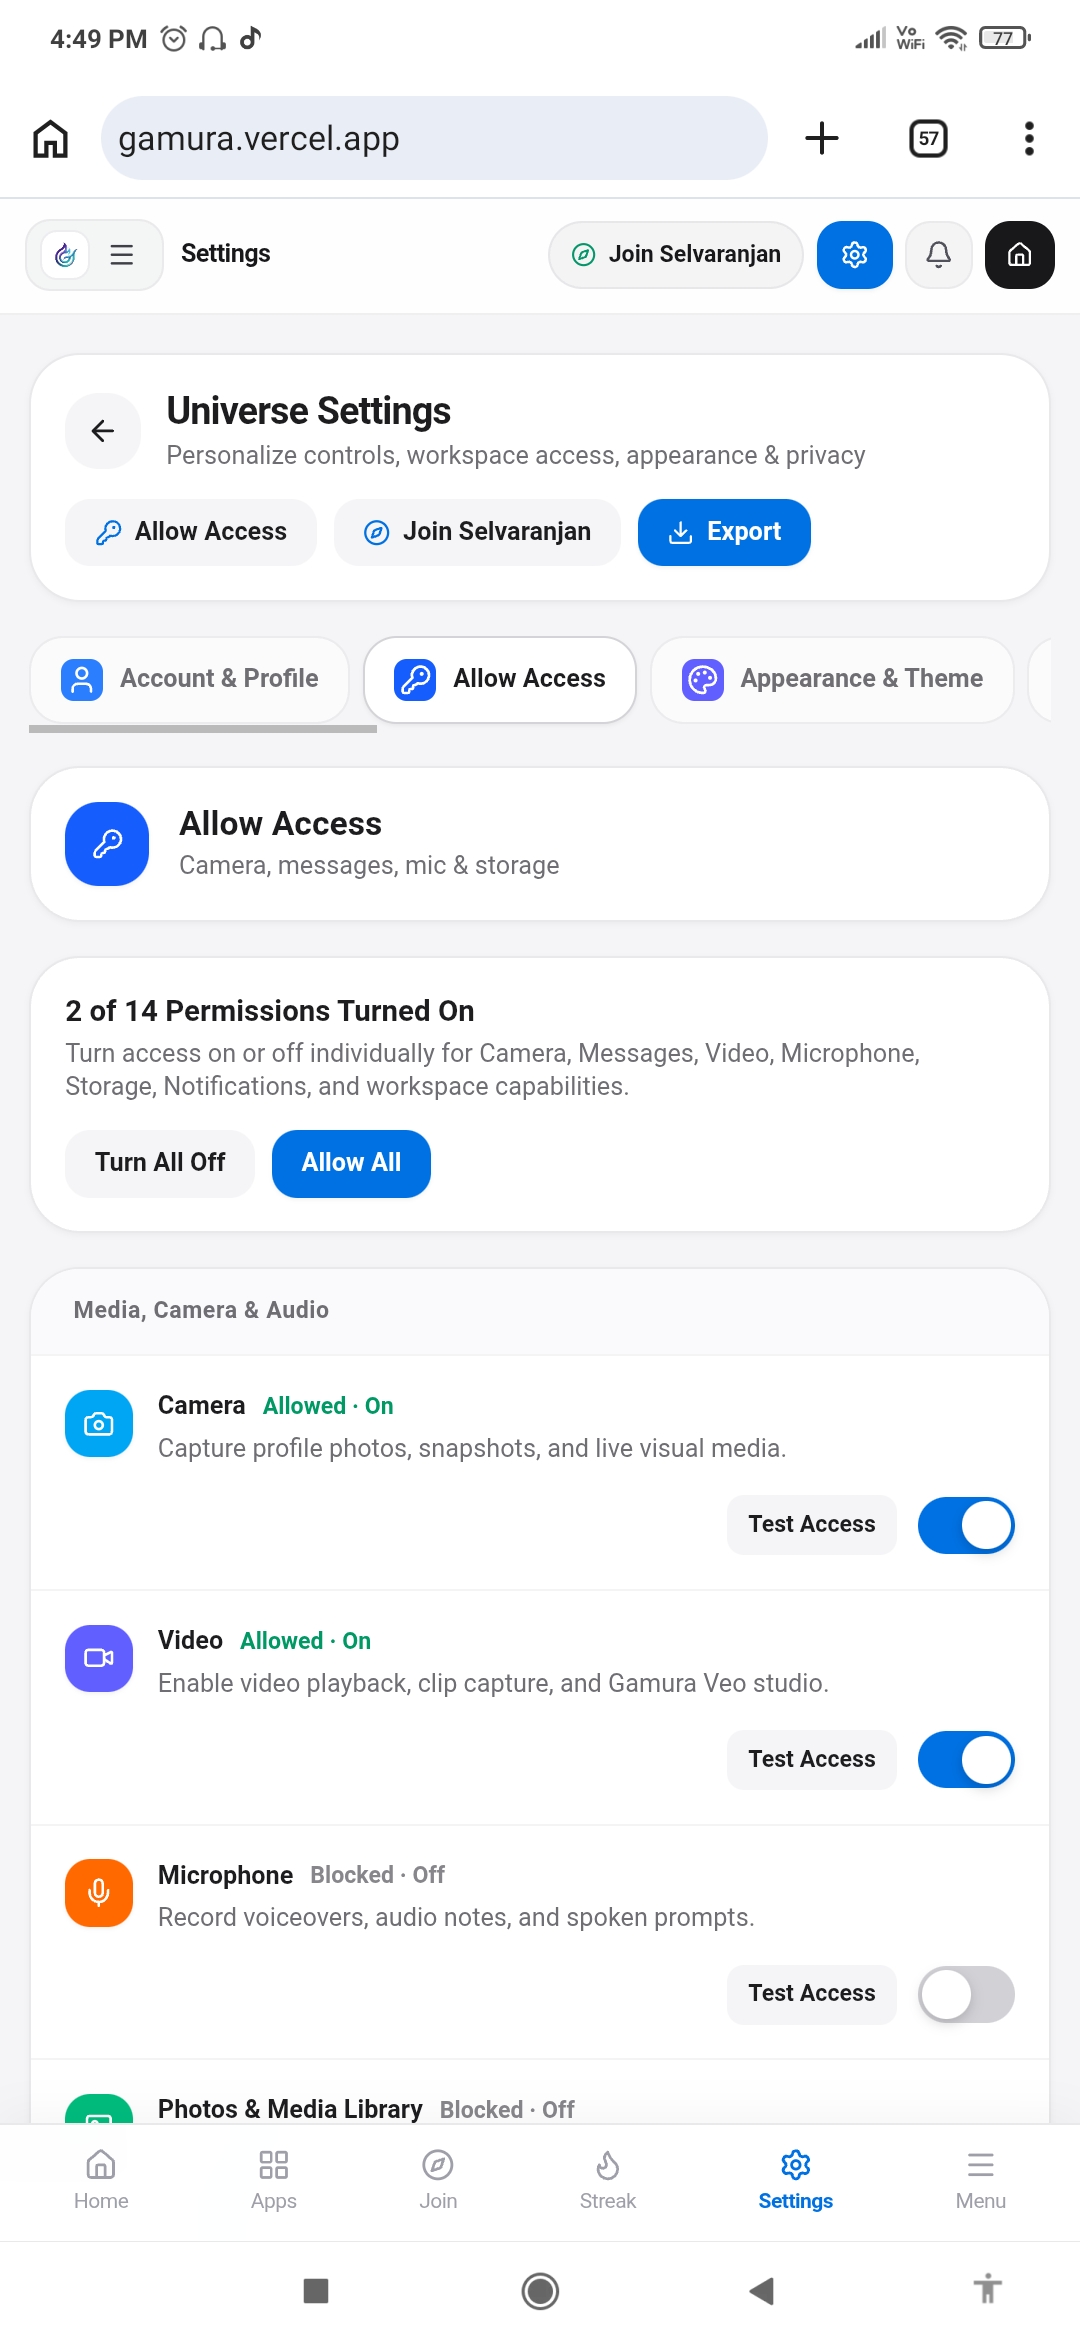 4:49 PM
Vo
WiFi
77
gamura.vercel.app
57
Settings
Join Selvaranjan
Universe Settings
Personalize controls, workspace access, appearance & privacy
Allow Access
Join Selvaranjan
Export
Account & Profile
Allow Access
Appearance & Theme
Allow Access
Camera, messages, mic & storage
2 of 14 Permissions Turned On
Turn access on or off individually for Camera, Messages, Video, Microphone,
Storage, Notifications, and workspace capabilities.
Turn All Off
Allow All
Media, Camera & Audio
Camera Allowed · On
Capture profile photos, snapshots, and live visual media.
Test Access
Video Allowed · On
Enable video playback, clip capture, and Gamura Veo studio.
Test Access
Microphone Blocked · Off
Record voiceovers, audio notes, and spoken prompts.
Test Access
Photos & Media Library Blocked · Off
Home
Apps
Join
Streak
Settings
Menu